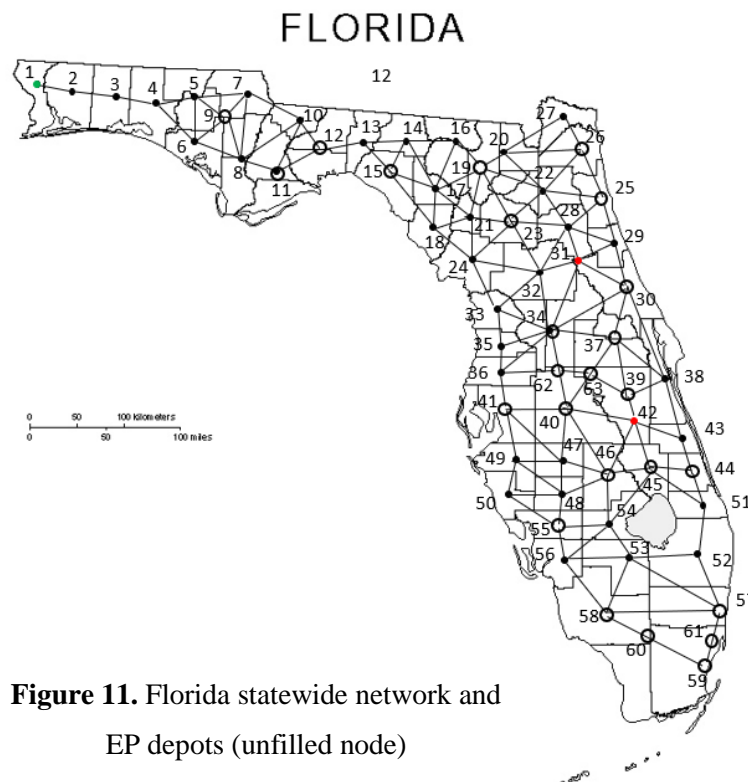 FLORIDA
12
1 2 3 4 5 7
9 10
6 8 11 12 13 14 16 20 27 26
15 19 22 25
17 21 23 28 29
18 31
24 32 30
33 34
35 37
36 62 63 39 38
41 40 42
43
49 47 46 44
45
50 48 51
54
55 53 52
56
57
58 61
60 59
0 50 100 kilometers
0 50 100 miles
Figure 11. Florida statewide network and
EP depots (unfilled node)